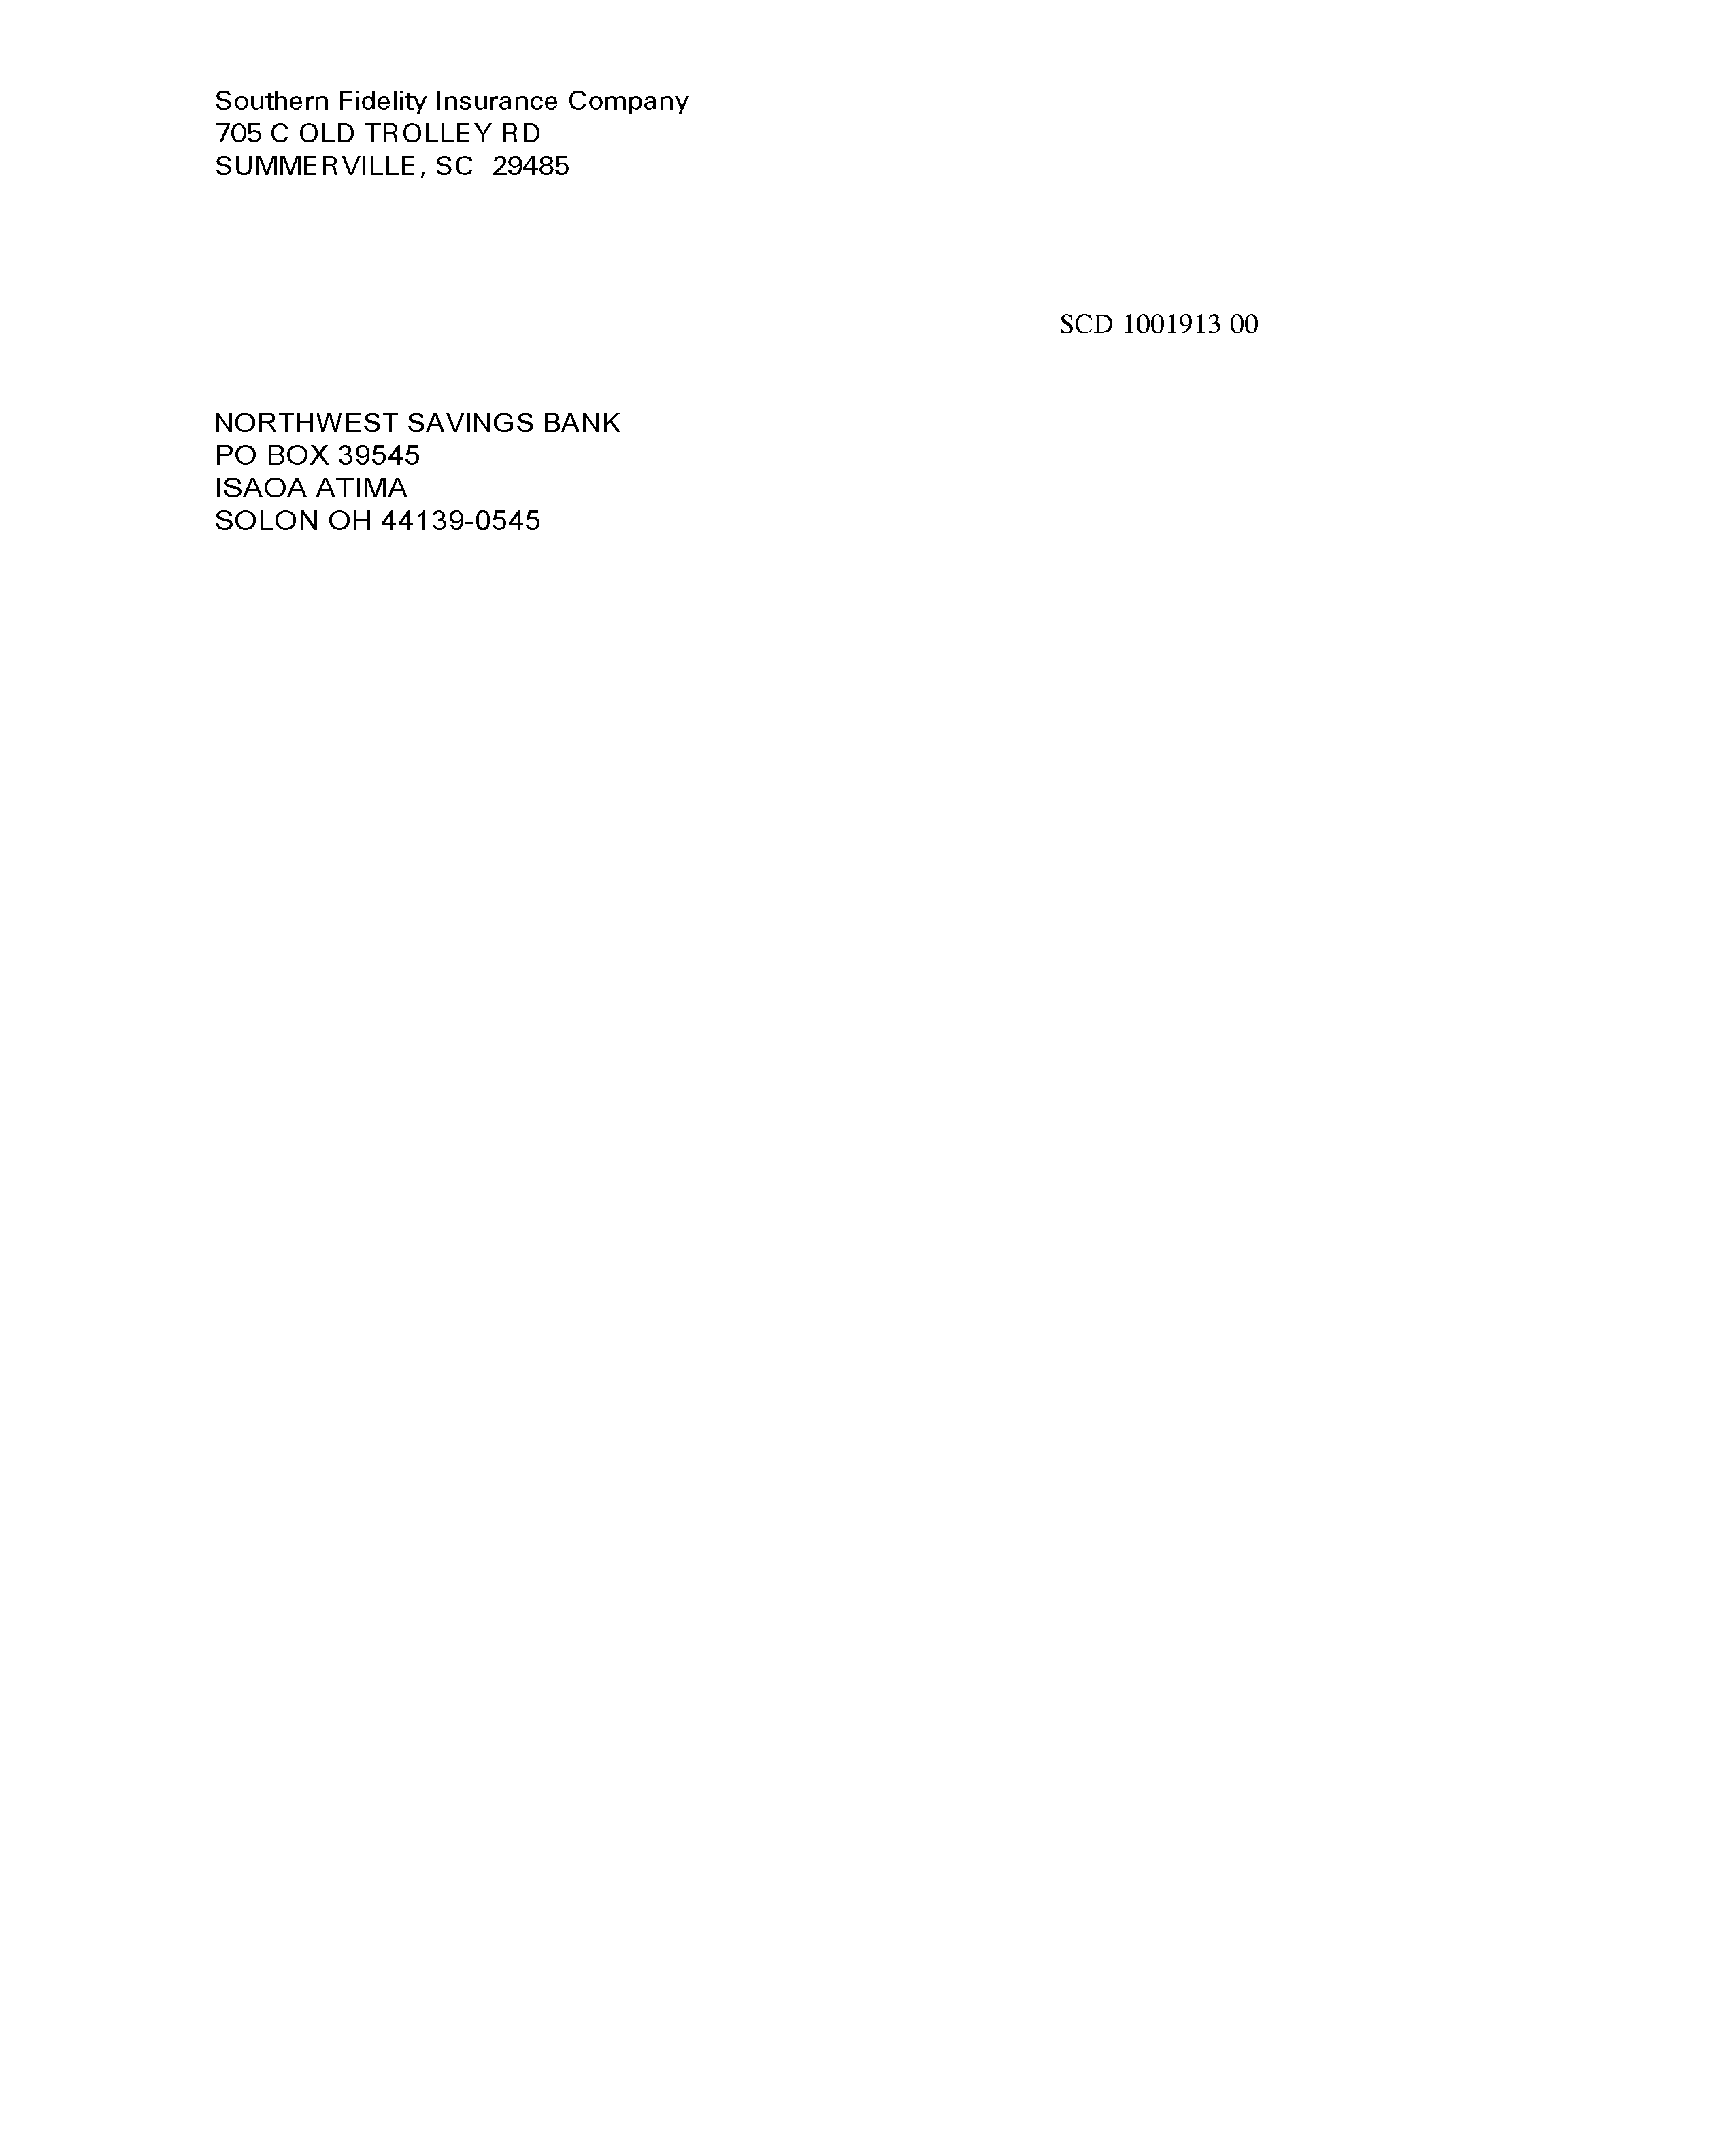 Southern Fidelity Insurance Company
705 C OLD TROLLEY RD
SUMMERVILLE, SC  29485
SCD 1001913 00
NORTHWEST SAVINGS BANK
PO BOX 39545
ISAOA ATIMA
SOLON OH 44139-0545